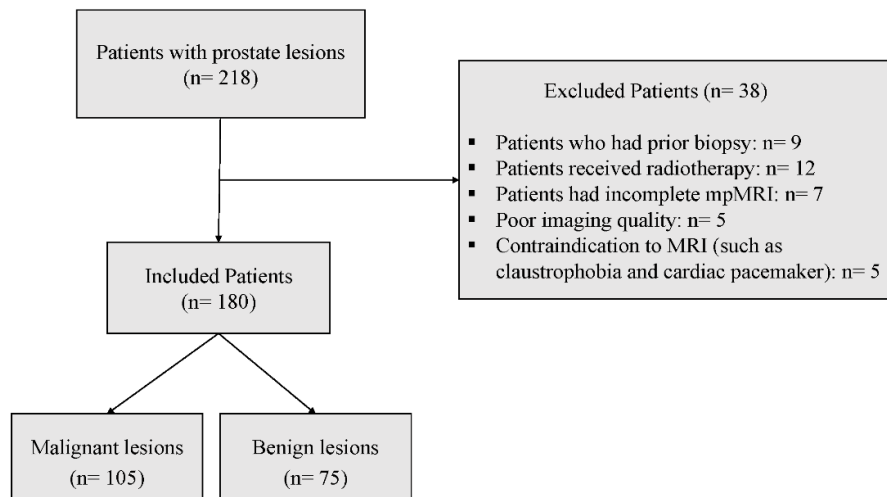 Patients with prostate lesions
(n= 218)
Excluded Patients (n= 38)
▪ Patients who had prior biopsy: n= 9
▪ Patients received radiotherapy: n= 12
▪ Patients had incomplete mpMRI: n= 7
▪ Poor imaging quality: n= 5
▪ Contraindication to MRI (such as
claustrophobia and cardiac pacemaker): n= 5
Included Patients
(n= 180)
Malignant lesions
(n= 105)
Benign lesions
(n= 75)